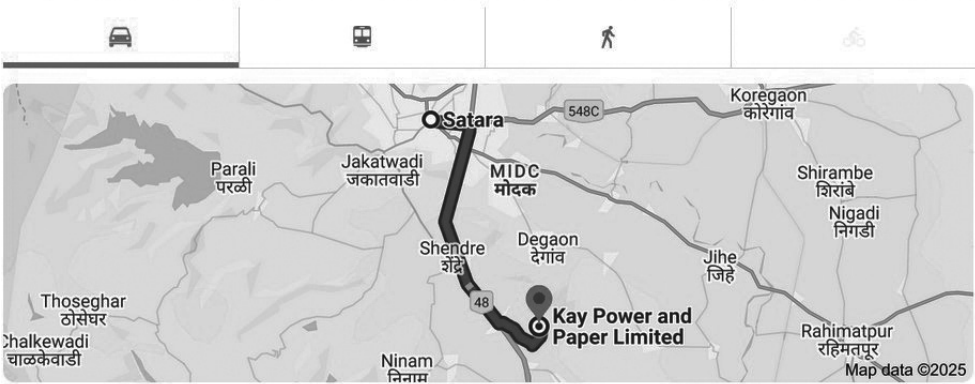 548C
Koregaon
कोरेगांव
Satara
Parali
परळी
Jakatwadi
जकातवाडी
MIDC
मोदक
Shirambe
शिरांबे
Nigadi
निगडी
Shendre
शेंद्रे
Degaon
देगांव
Jihe
जिहे
Thoseghar
ठोसेघर
48
Kay Power and
Paper Limited
Chalkewadi
चाळकेवाडी
Rahimatpur
रहिमतपूर
Ninam
निनाम
Map data ©2025